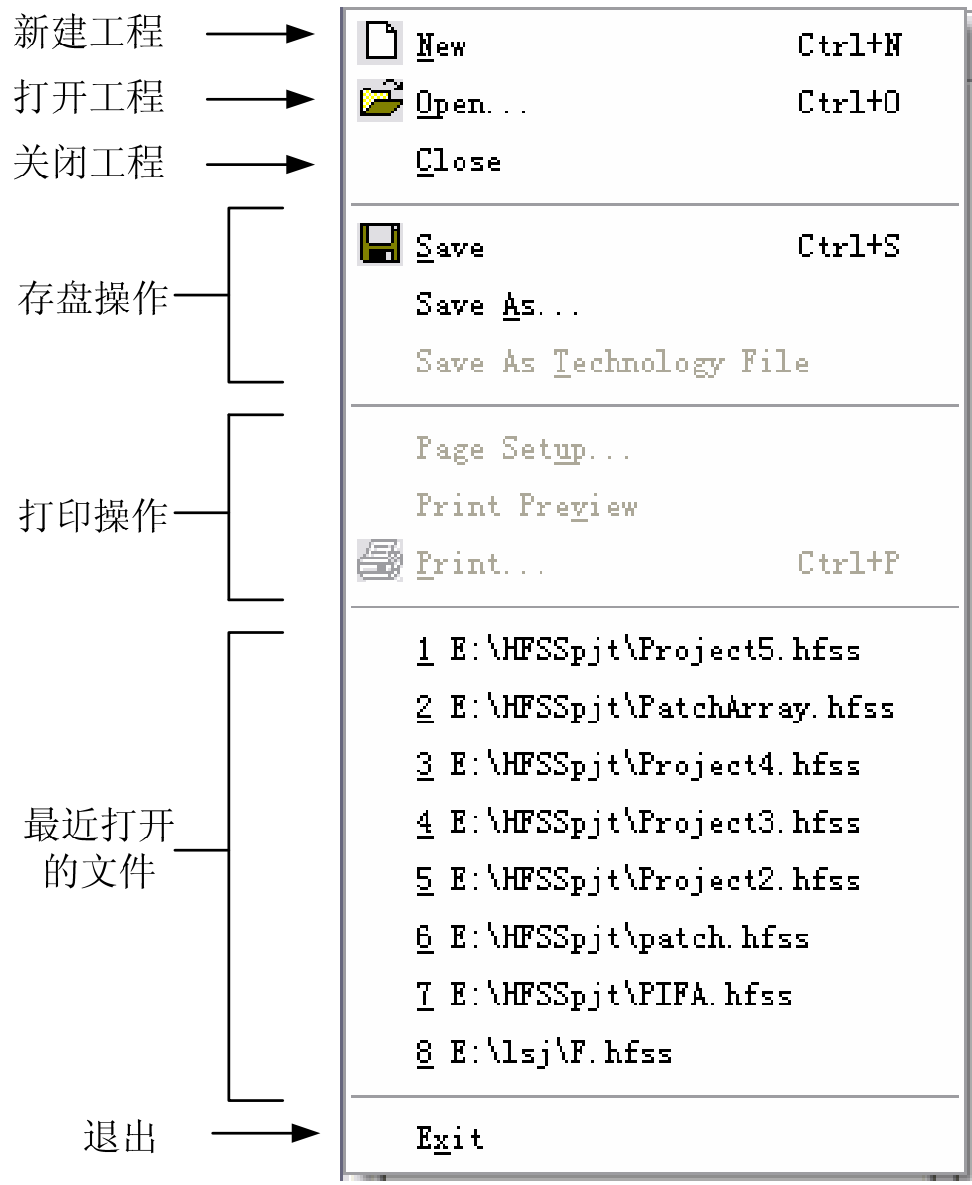 新建工程
New Ctrl+N
打开工程
Open... Ctrl+O
关闭工程
Close
存盘操作
Save Ctrl+S
Save As...
Save As Technology File
打印操作
Page Setup...
Print Preview
Print... Ctrl+P
最近打开
的文件
1 E:\HFSSpjt\Project5.hfss
2 E:\HFSSpjt\PatchArray.hfss
3 E:\HFSSpjt\Project4.hfss
4 E:\HFSSpjt\Project3.hfss
5 E:\HFSSpjt\Project2.hfss
6 E:\HFSSpjt\patch.hfss
7 E:\HFSSpjt\PIFA.hfss
8 E:\lsj\F.hfss
退出
Exit